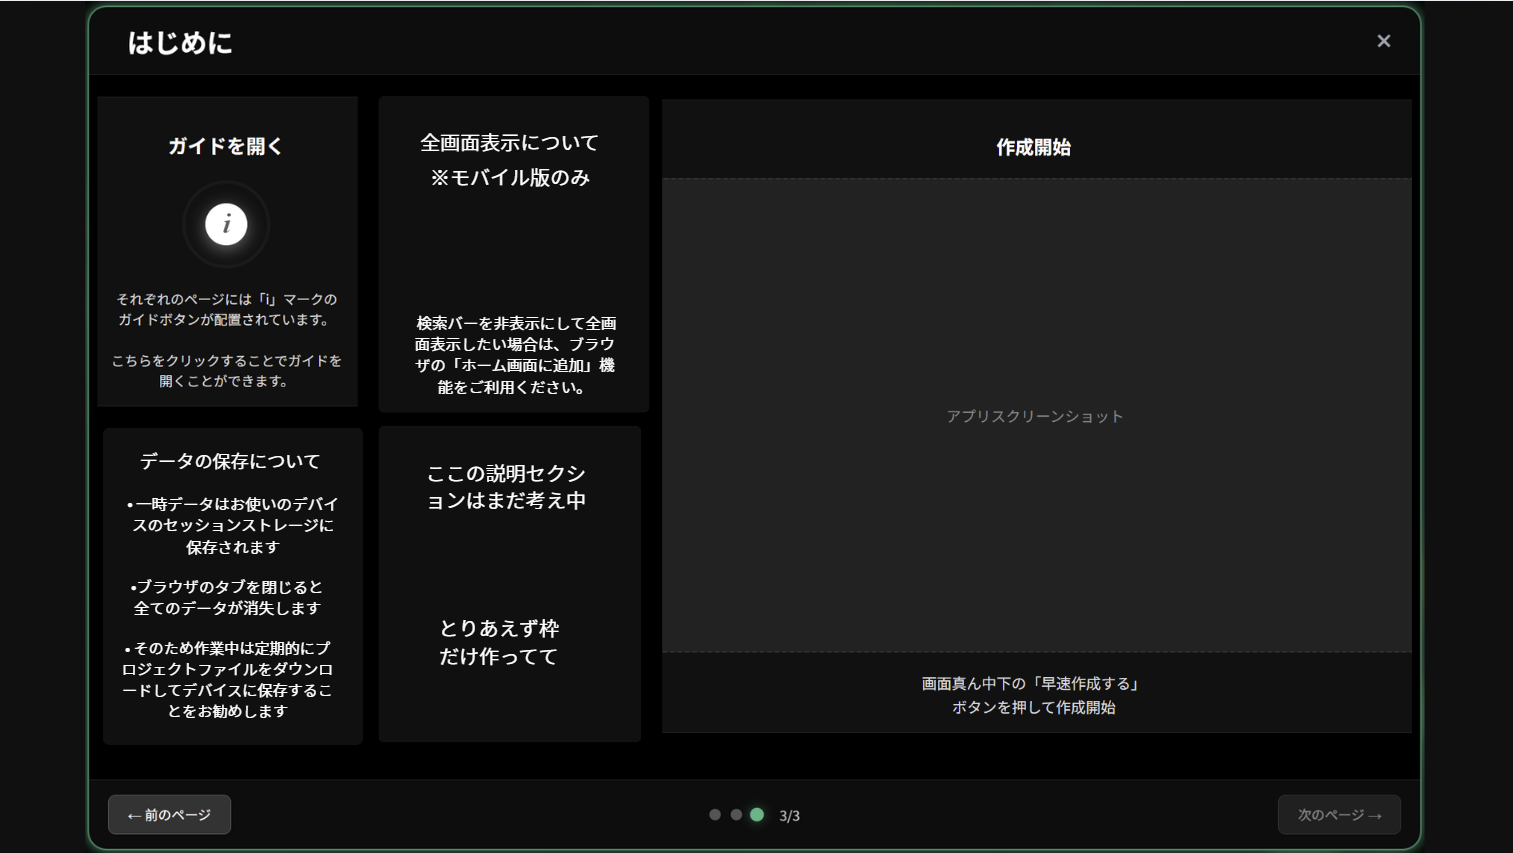 はじめに
×
ガイドを開く
i
それぞれのページには「i」マークの
ガイドボタンが配置されています。
こちらをクリックすることでガイドを
開くことができます。
全画面表示について
※モバイル版のみ
検索バーを非表示にして全画
面表示したい場合は、ブラウ
ザの「ホーム画面に追加」機
能をご利用ください。
データの保存について
•一時データはお使いのデバイ
スのセッションストレージに
保存されます
•ブラウザのタブを閉じると
全てのデータが消失します
•そのため作業中は定期的にプ
ロジェクトファイルをダウンロ
ードしてデバイスに保存するこ
とをお勧めします
ここの説明セクシ
ョンはまだ考え中
とりあえず枠
だけ作ってて
作成開始
アプリスクリーンショット
画面真ん中下の「早速作成する」
ボタンを押して作成開始
←前のページ
3/3
次のページ→